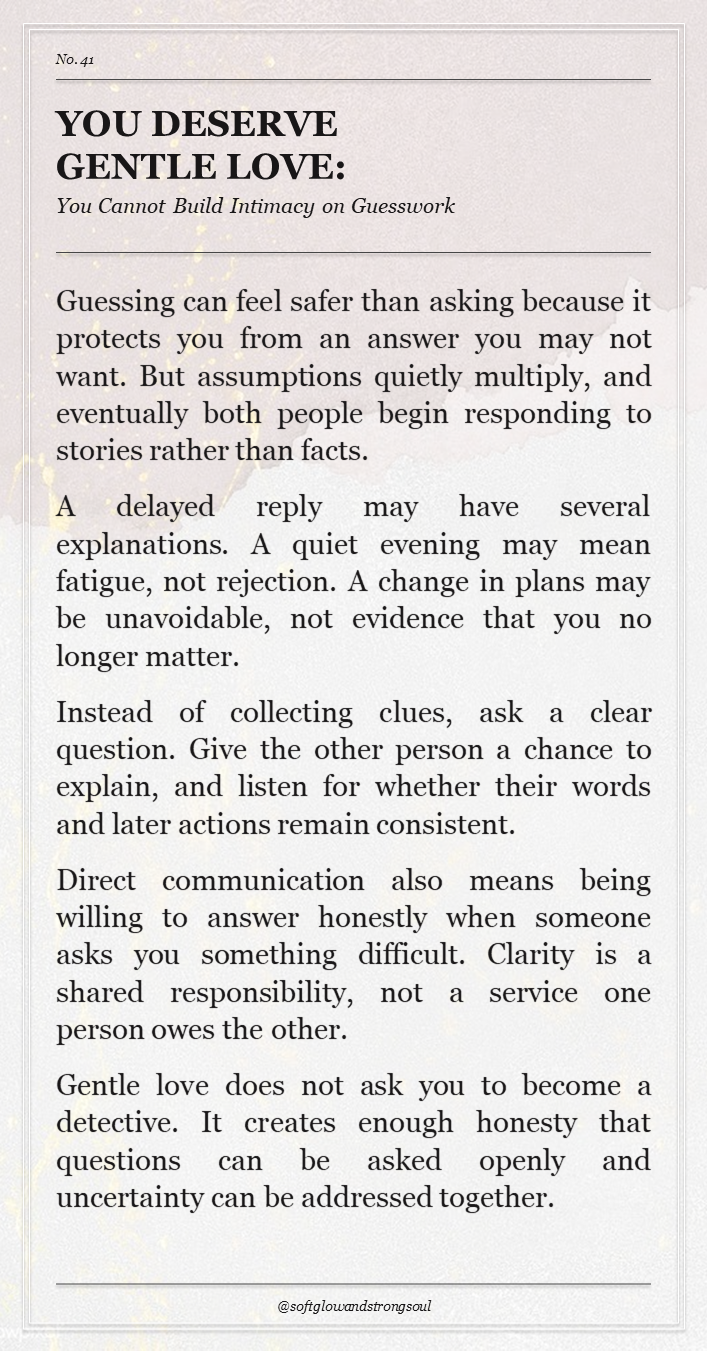 No. 41
YOU DESERVE
GENTLE LOVE:
You Cannot Build Intimacy on Guesswork
Guessing can feel safer than asking because it
protects you from an answer you may not
want. But assumptions quietly multiply, and
eventually both people begin responding to
stories rather than facts.
A delayed reply may have several
explanations. A quiet evening may mean
fatigue, not rejection. A change in plans may
be unavoidable, not evidence that you no
longer matter.
Instead of collecting clues, ask a clear
question. Give the other person a chance to
explain, and listen for whether their words
and later actions remain consistent.
Direct communication also means being
willing to answer honestly when someone
asks you something difficult. Clarity is a
shared responsibility, not a service one
person owes the other.
Gentle love does not ask you to become a
detective. It creates enough honesty that
questions can be asked openly and
uncertainty can be addressed together.
@softglowandstrongsoul